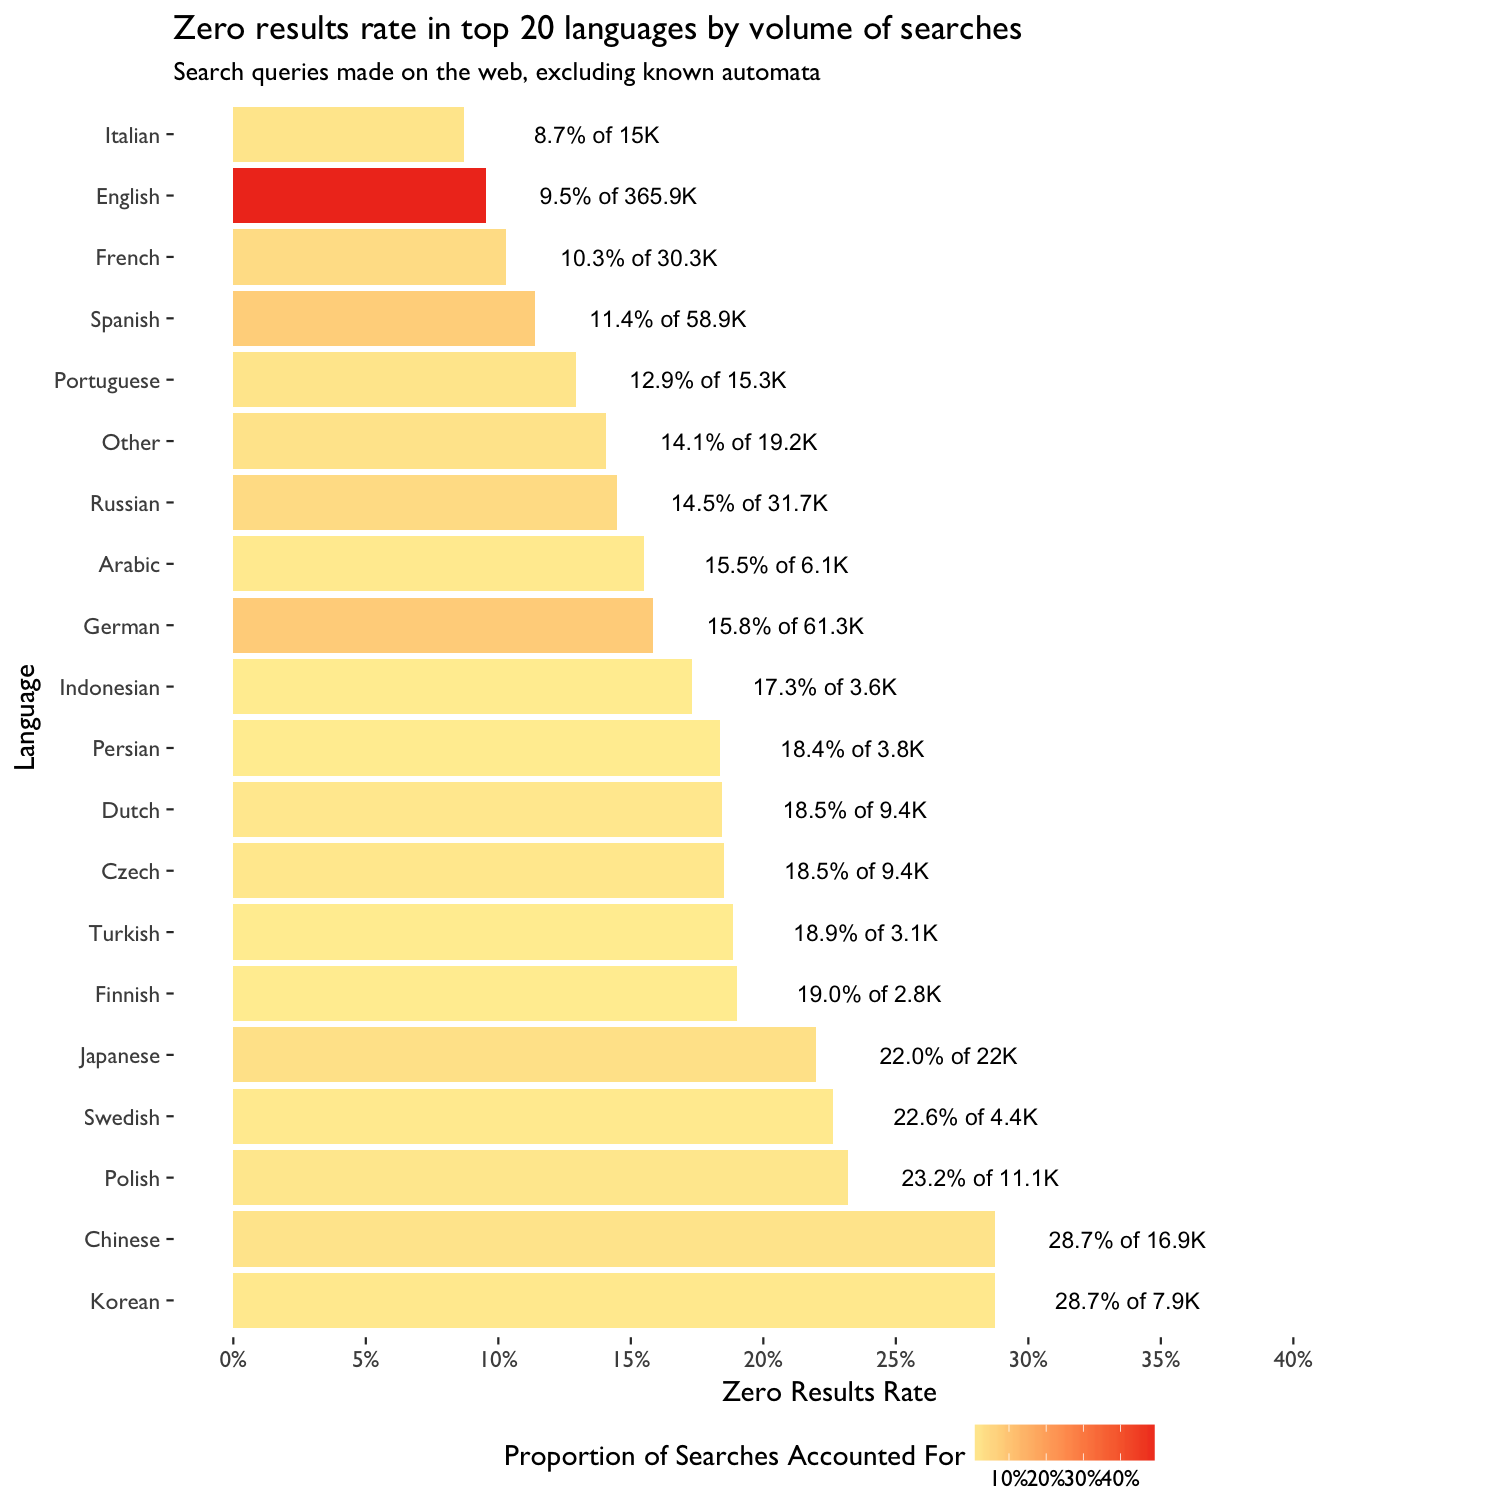 Zero results rate in top 20 languages by volume of searches
Search queries made on the web, excluding known automata
Language
Italian 8.7% of 15K
English 9.5% of 365.9K
French 10.3% of 30.3K
Spanish 11.4% of 58.9K
Portuguese 12.9% of 15.3K
Other 14.1% of 19.2K
Russian 14.5% of 31.7K
Arabic 15.5% of 6.1K
German 15.8% of 61.3K
Indonesian 17.3% of 3.6K
Persian 18.4% of 3.8K
Dutch 18.5% of 9.4K
Czech 18.5% of 9.4K
Turkish 18.9% of 3.1K
Finnish 19.0% of 2.8K
Japanese 22.0% of 22K
Swedish 22.6% of 4.4K
Polish 23.2% of 11.1K
Chinese 28.7% of 16.9K
Korean 28.7% of 7.9K
0% 5% 10% 15% 20% 25% 30% 35% 40%
Zero Results Rate
Proportion of Searches Accounted For
10% 20% 30% 40%